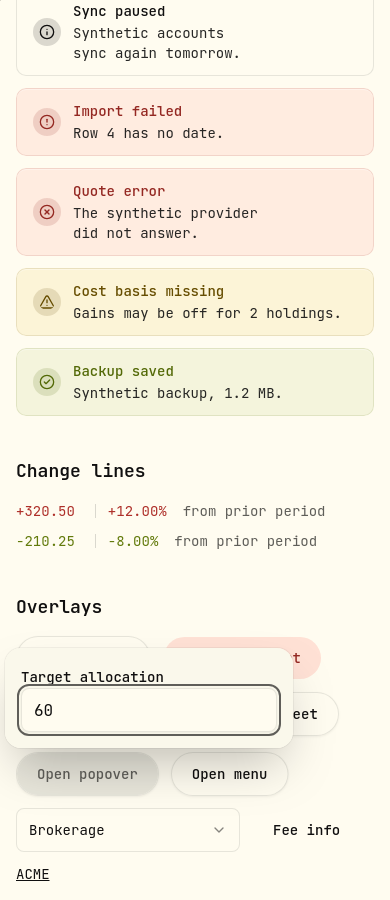 Sync paused
Synthetic accounts
sync again tomorrow.
Import failed
Row 4 has no date.
Quote error
The synthetic provider
did not answer.
Cost basis missing
Gains may be off for 2 holdings.
Backup saved
Synthetic backup, 1.2 MB.
Change lines
+320.50 +12.00% from prior period
-210.25 -8.00% from prior period
Overlays
Target allocation
60
Open popover Open menu
Brokerage Fee info
ACME